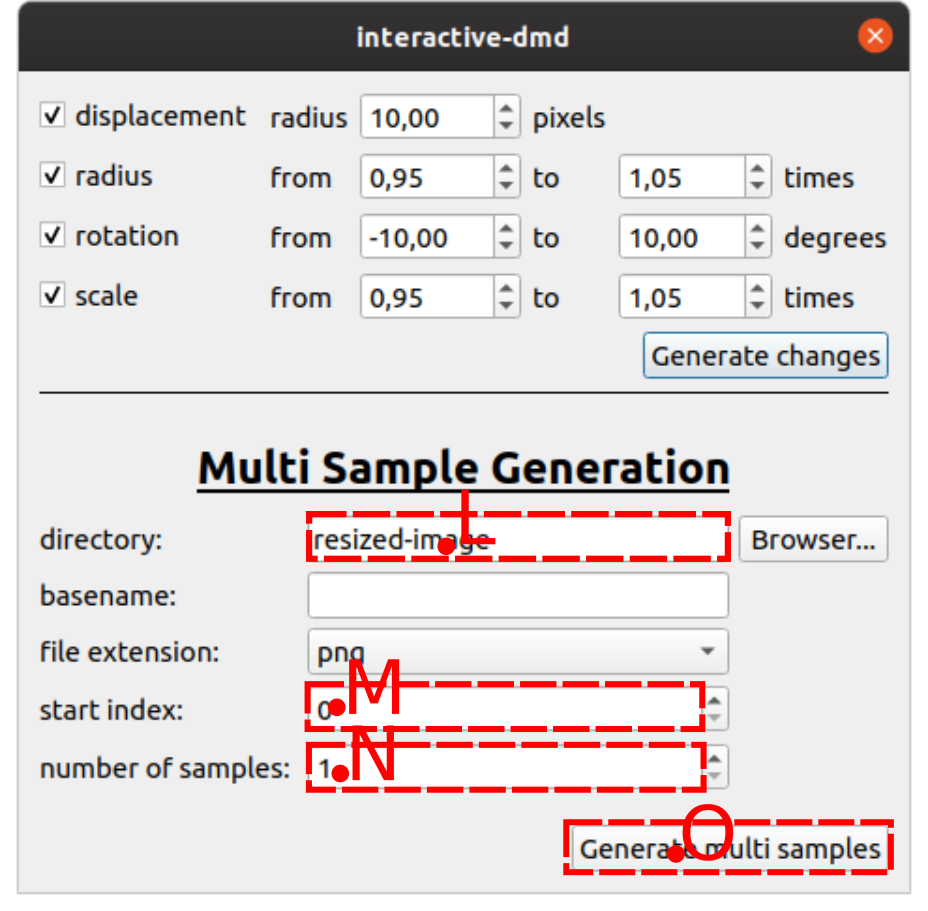 interactive-dmd
displacement radius 10,00 pixels
radius from 0,95 to 1,05 times
rotation from -10,00 to 10,00 degrees
scale from 0,95 to 1,05 times
Generate changes
Multi Sample Generation
L
directory: resized-image Browser...
basename:
file extension: png
M
start index: 0
N
number of samples: 1
O
Generate multi samples